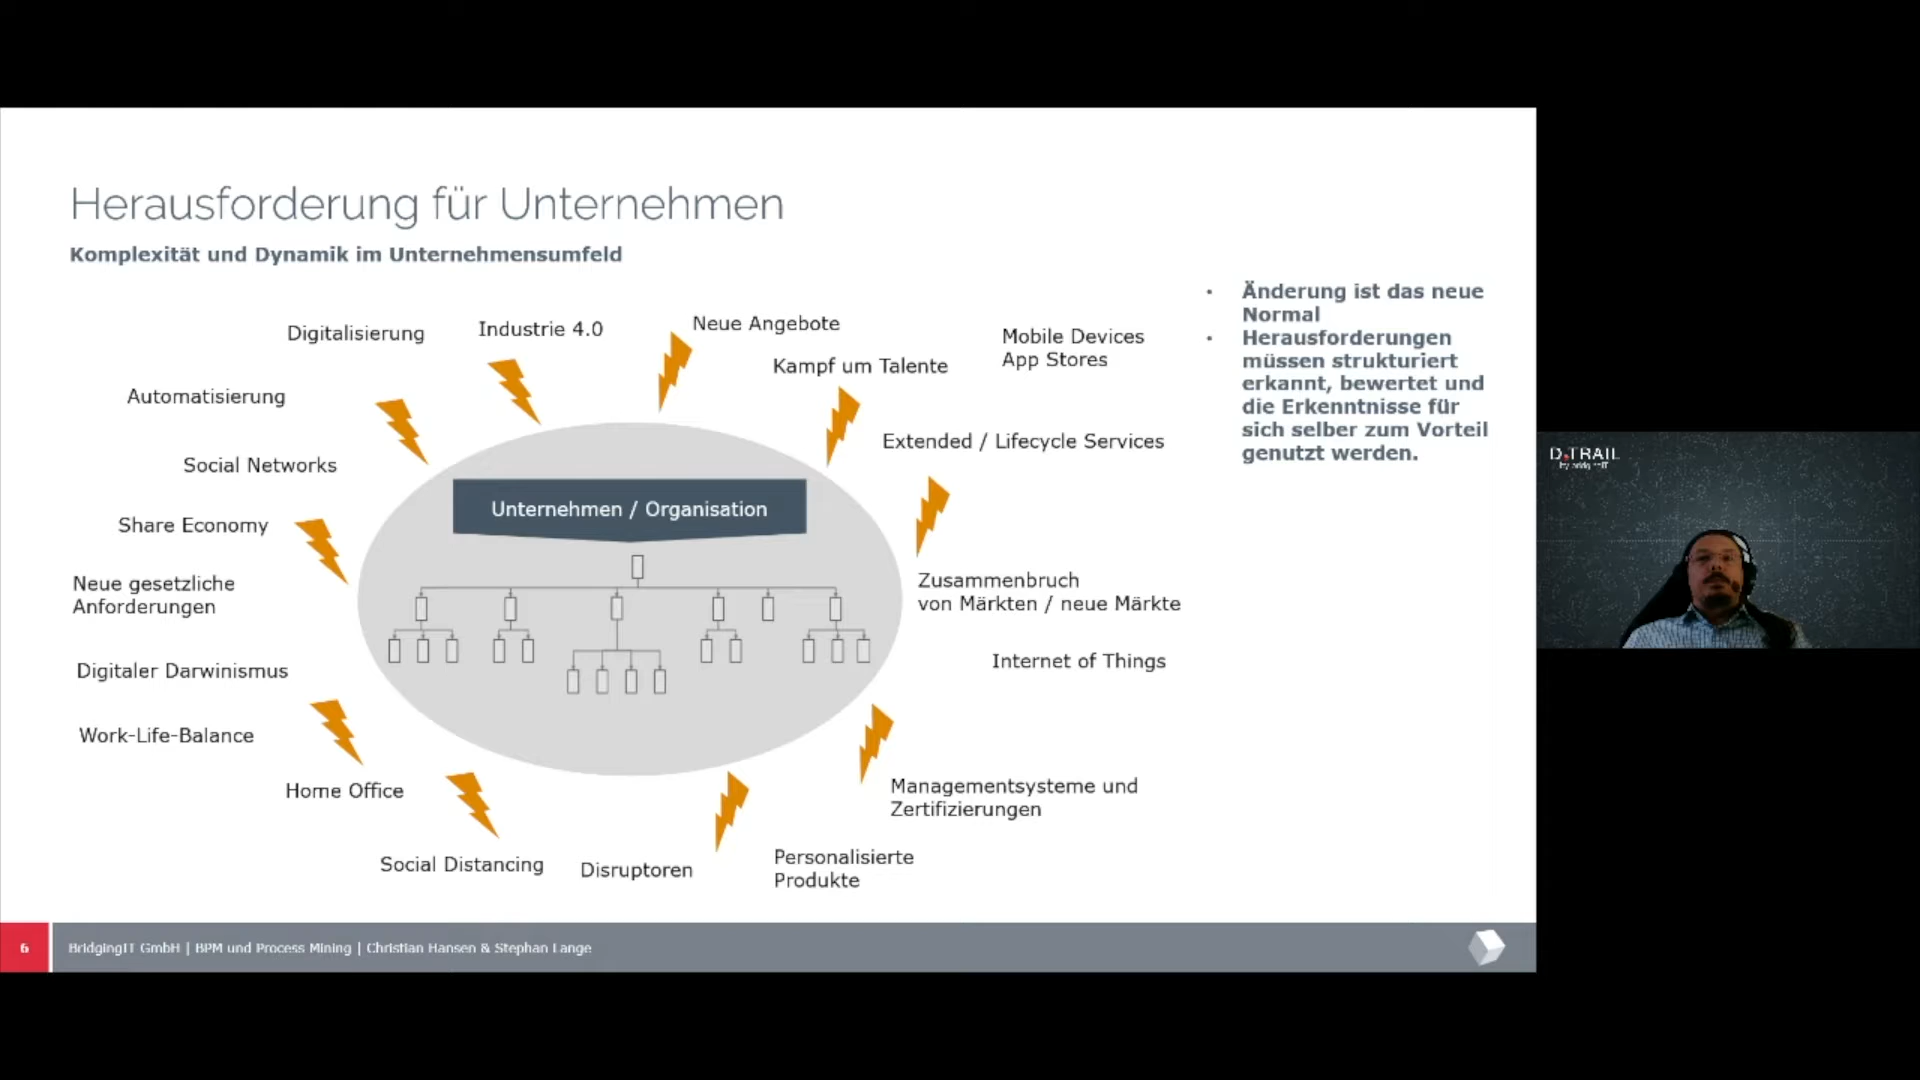 Herausforderung für Unternehmen
Komplexität und Dynamik im Unternehmensumfeld
Digitalisierung
Industrie 4.0
Neue Angebote
Kampf um Talente
Mobile Devices
App Stores
Automatisierung
Extended / Lifecycle Services
Social Networks
Unternehmen / Organisation
Share Economy
Neue gesetzliche
Anforderungen
Zusammenbruch
von Märkten / neue Märkte
Digitaler Darwinismus
Internet of Things
Work-Life-Balance
Home Office
Managementsysteme und
Zertifizierungen
Social Distancing
Disruptoren
Personalisierte
Produkte
• Änderung ist das neue
Normal
• Herausforderungen
müssen strukturiert
erkannt, bewertet und
die Erkenntnisse für
sich selber zum Vorteil
genutzt werden.
6
BridgingIT GmbH | BPM und Process Mining | Christian Hansen & Stephan Lange
D.TRAIL
by bridgingIT